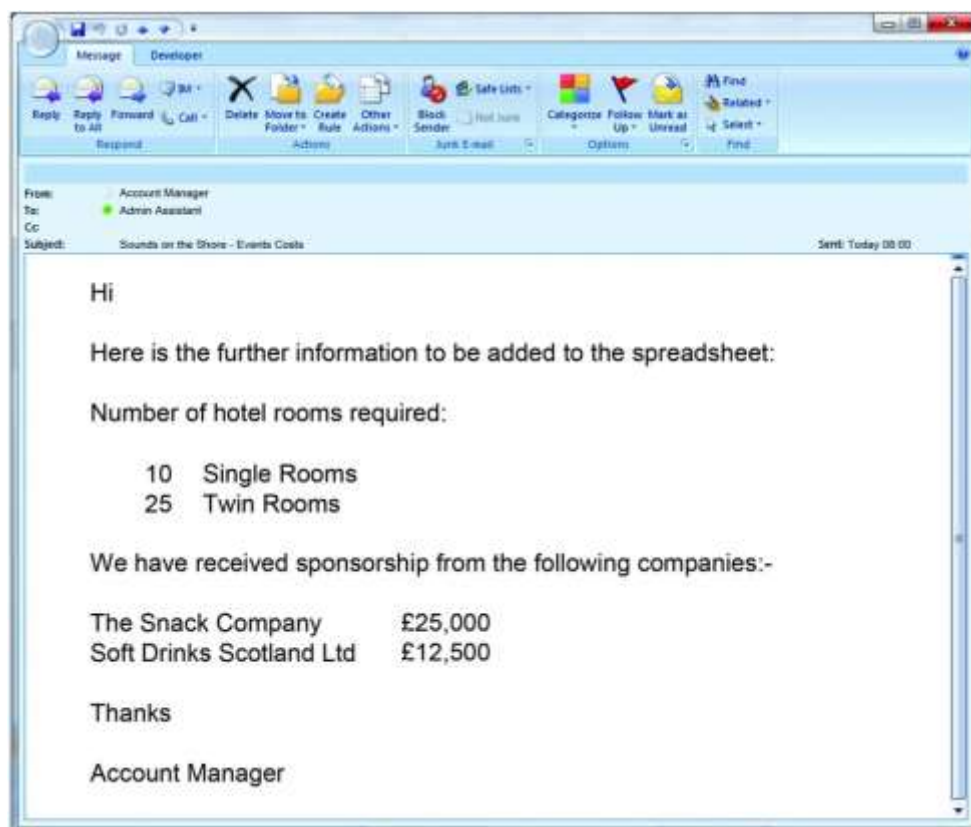 Message Developer
Reply Reply to All Forward IM Call Delete Move to Folder Create Rule Other Actions Block Sender Safe Lists Not Junk Categorize Follow Up Mark as Unread Find Related Select
Respond Actions Junk E-mail Options Find
From: Account Manager
To: Admin Assistant
Cc
Subject: Sounds on the Shore - Events Costs Sent: Today 08:00
Hi
Here is the further information to be added to the spreadsheet:
Number of hotel rooms required:
10 Single Rooms
25 Twin Rooms
We have received sponsorship from the following companies:-
The Snack Company £25,000
Soft Drinks Scotland Ltd £12,500
Thanks
Account Manager